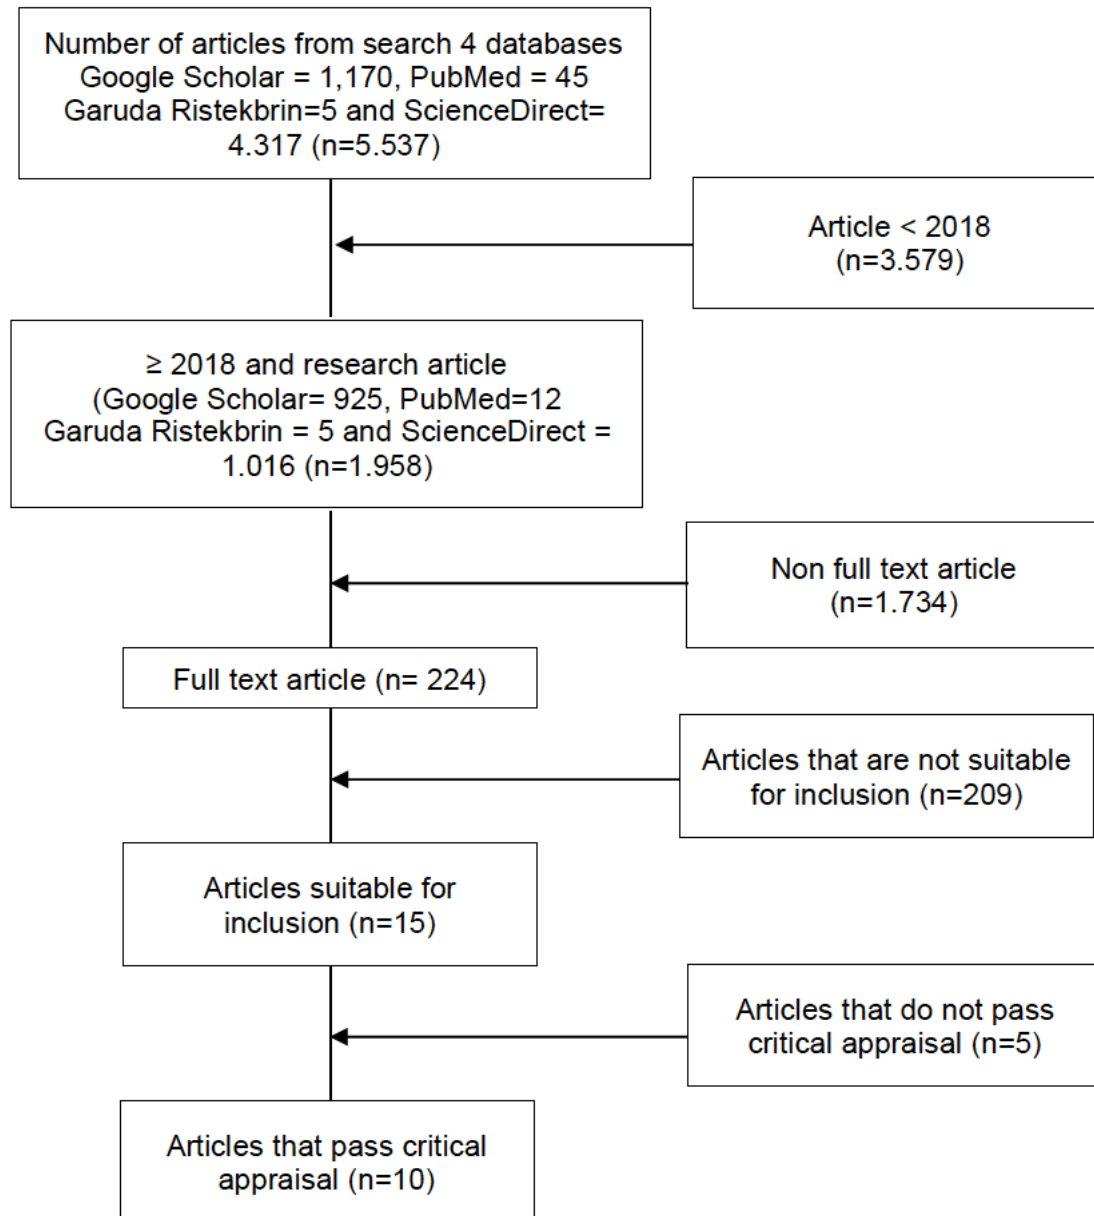 Number of articles from search 4 databases
Google Scholar = 1,170, PubMed = 45
Garuda Ristekbrin=5 and ScienceDirect=
4.317 (n=5.537)
Article < 2018
(n=3.579)
≥ 2018 and research article
(Google Scholar= 925, PubMed=12
Garuda Ristekbrin = 5 and ScienceDirect =
1.016 (n=1.958)
Non full text article
(n=1.734)
Full text article (n= 224)
Articles that are not suitable
for inclusion (n=209)
Articles suitable for
inclusion (n=15)
Articles that do not pass
critical appraisal (n=5)
Articles that pass critical
appraisal (n=10)